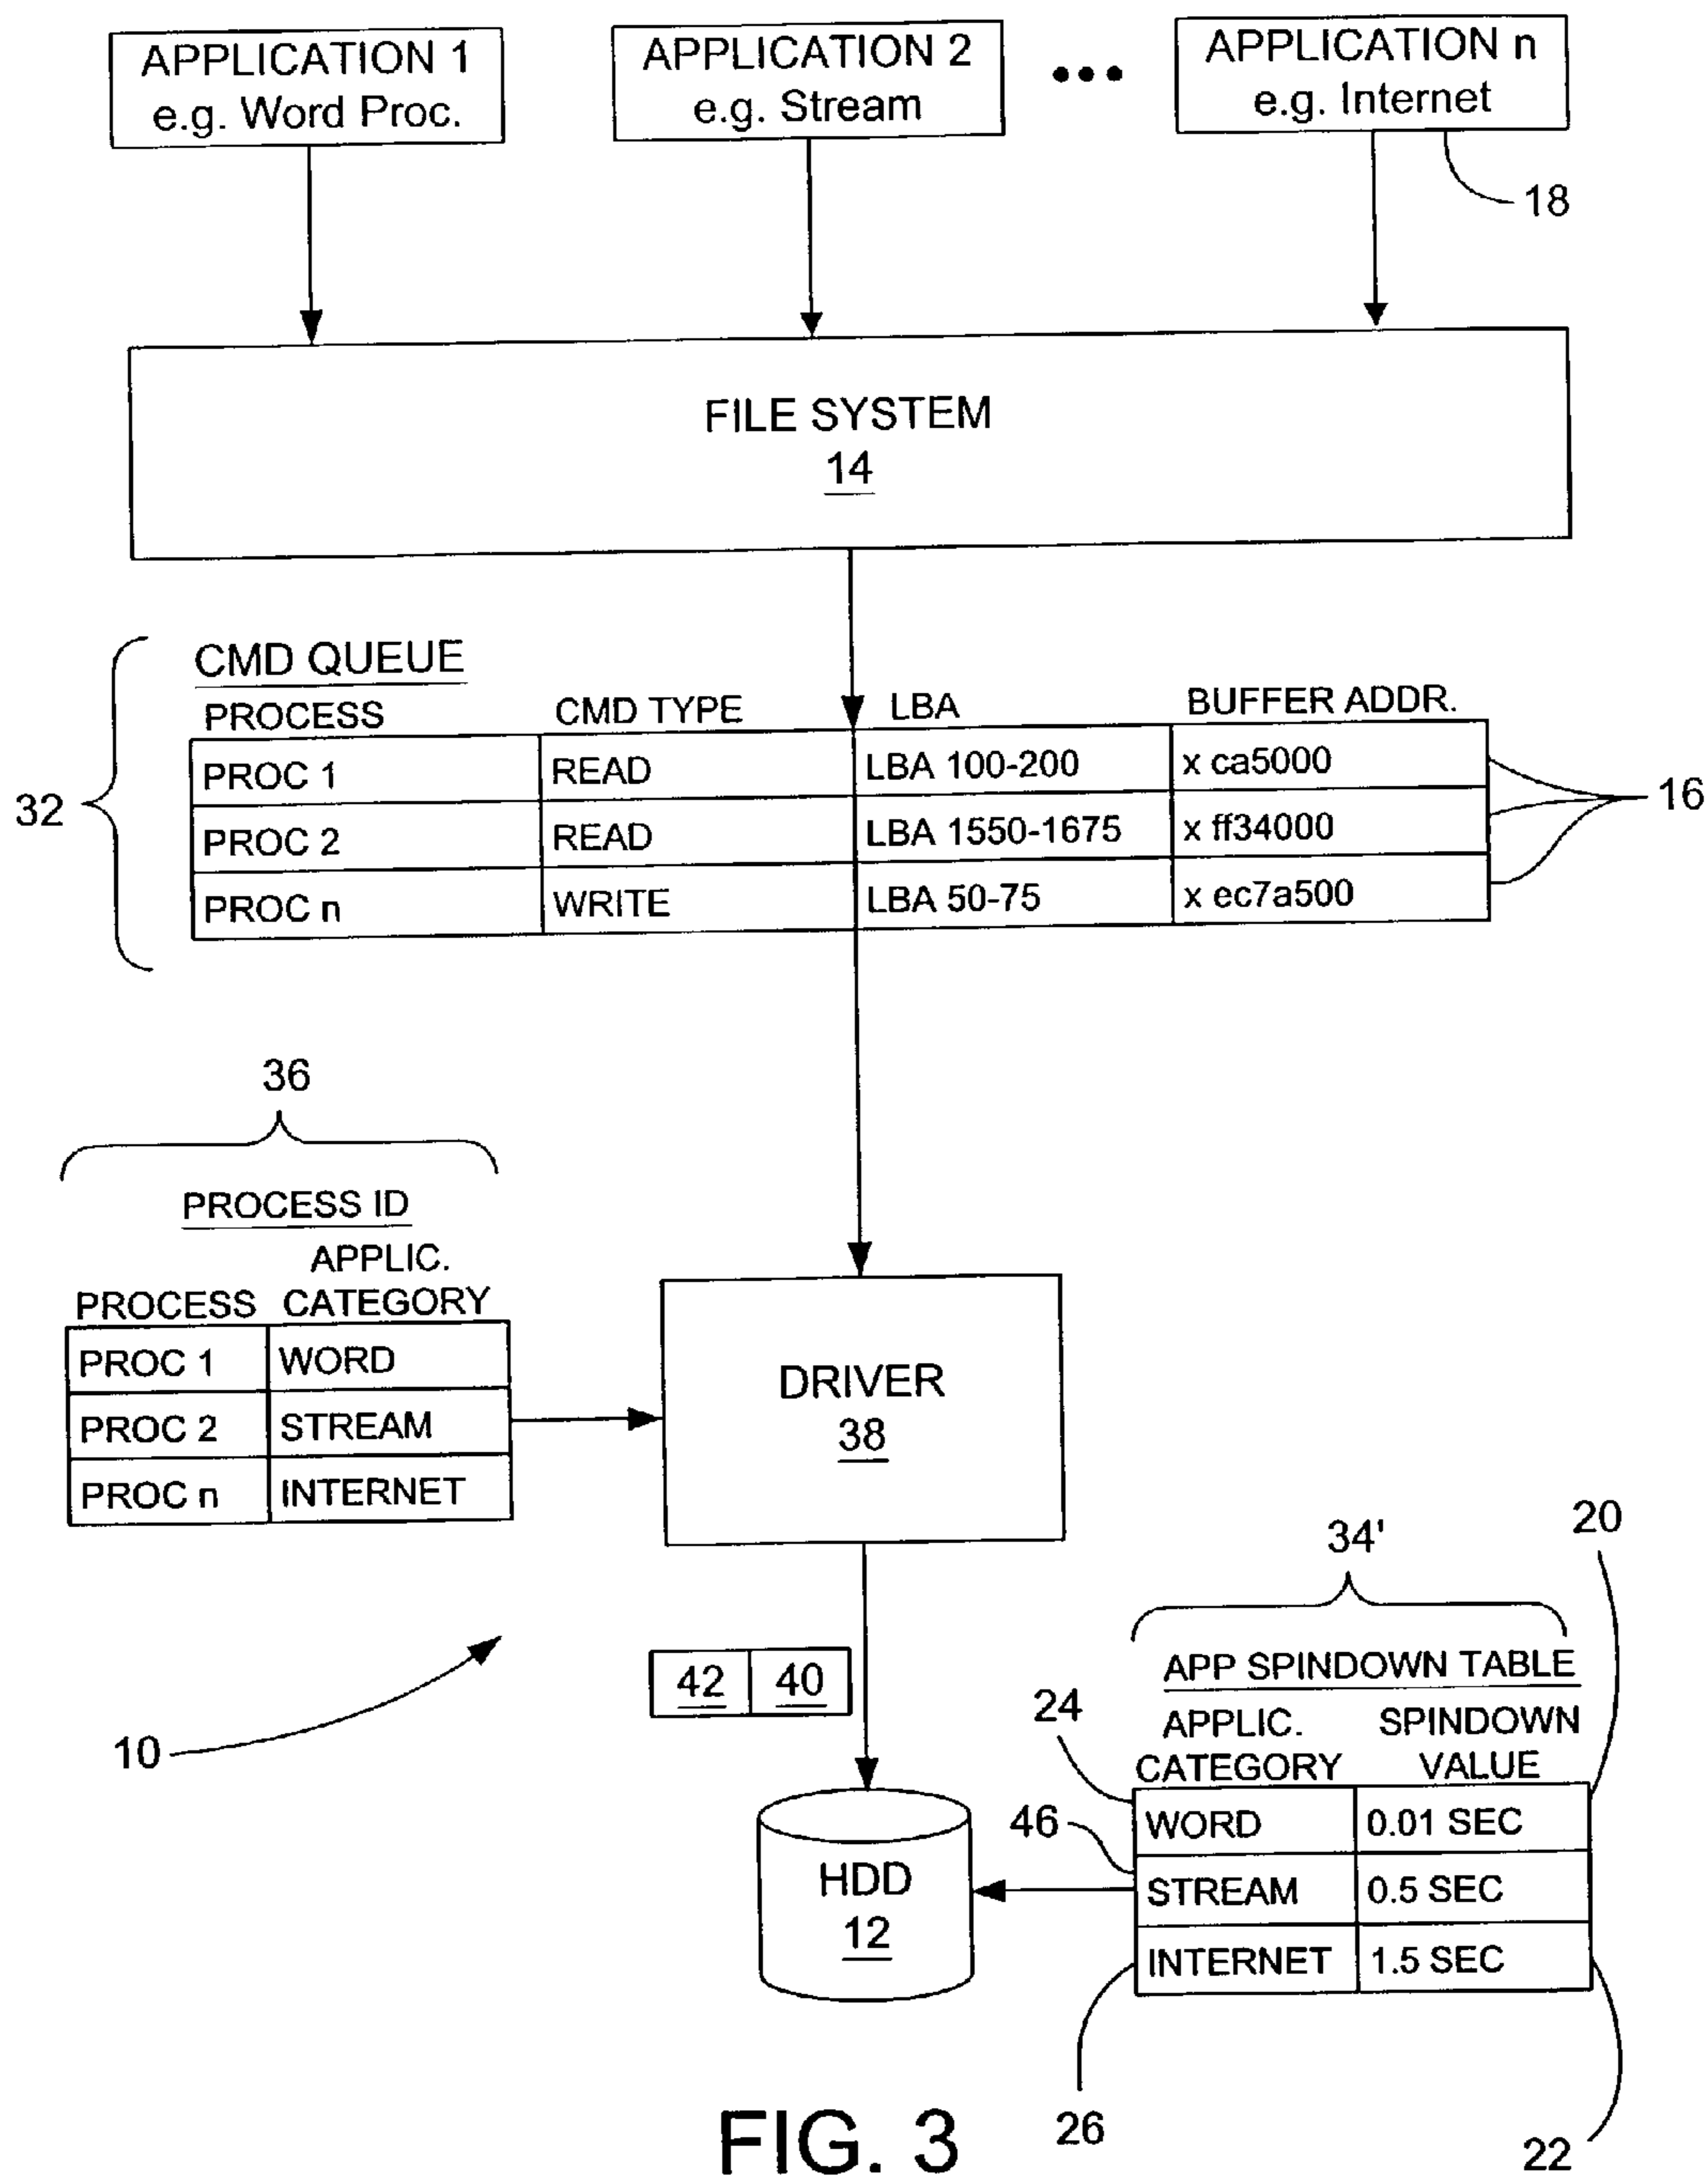 APPLICATION 1
e.g. Word Proc.
APPLICATION 2
e.g. Stream
•••
APPLICATION n
e.g. Internet
18
FILE SYSTEM
14
32
CMD QUEUE
PROCESS CMD TYPE LBA BUFFER ADDR.
PROC 1 READ LBA 100-200 x ca5000
PROC 2 READ LBA 1550-1675 x ff34000
PROC n WRITE LBA 50-75 x ec7a500
16
36
PROCESS ID
APPLIC.
PROCESS CATEGORY
PROC 1 WORD
PROC 2 STREAM
PROC n INTERNET
DRIVER
38
10
42 40
HDD
12
34'
20
APP SPINDOWN TABLE
APPLIC. SPINDOWN
CATEGORY VALUE
24
WORD 0.01 SEC
46
STREAM 0.5 SEC
INTERNET 1.5 SEC
26
22
FIG. 3